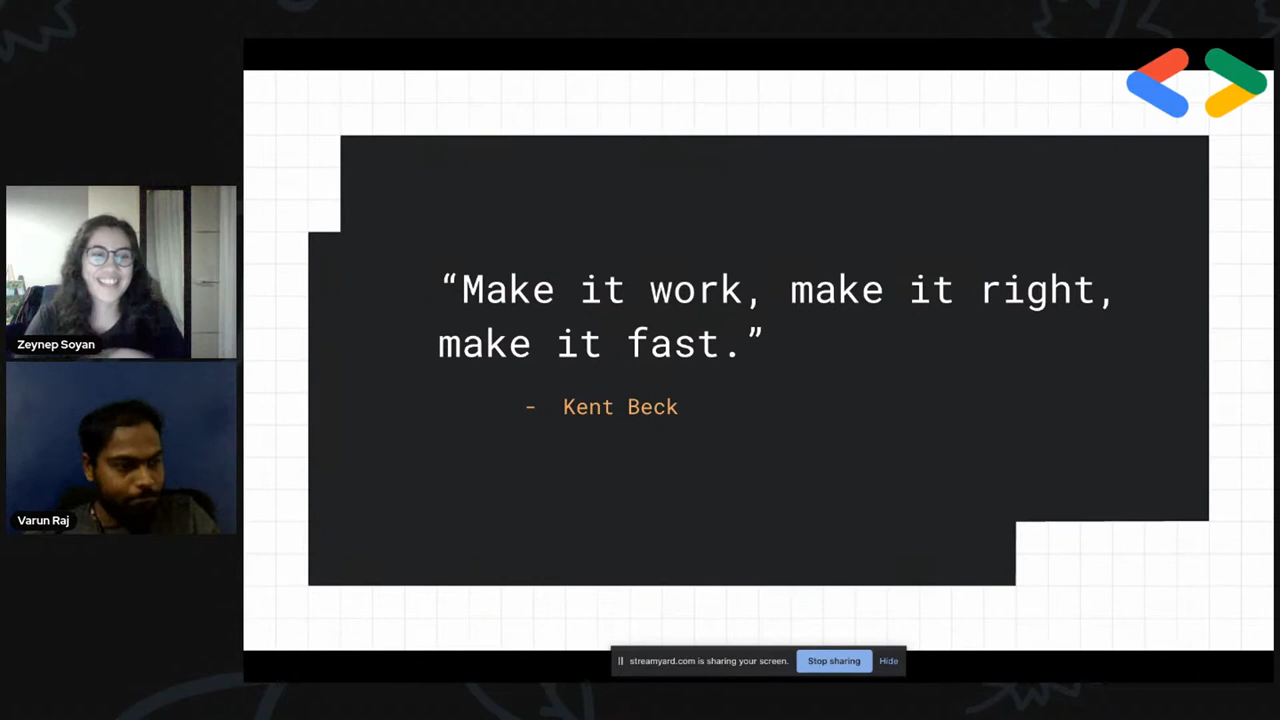 “Make it work, make it right,
make it fast.”
- Kent Beck
Zeynep Soyan
Varun Raj
streamyard.com is sharing your screen.
Stop sharing
Hide